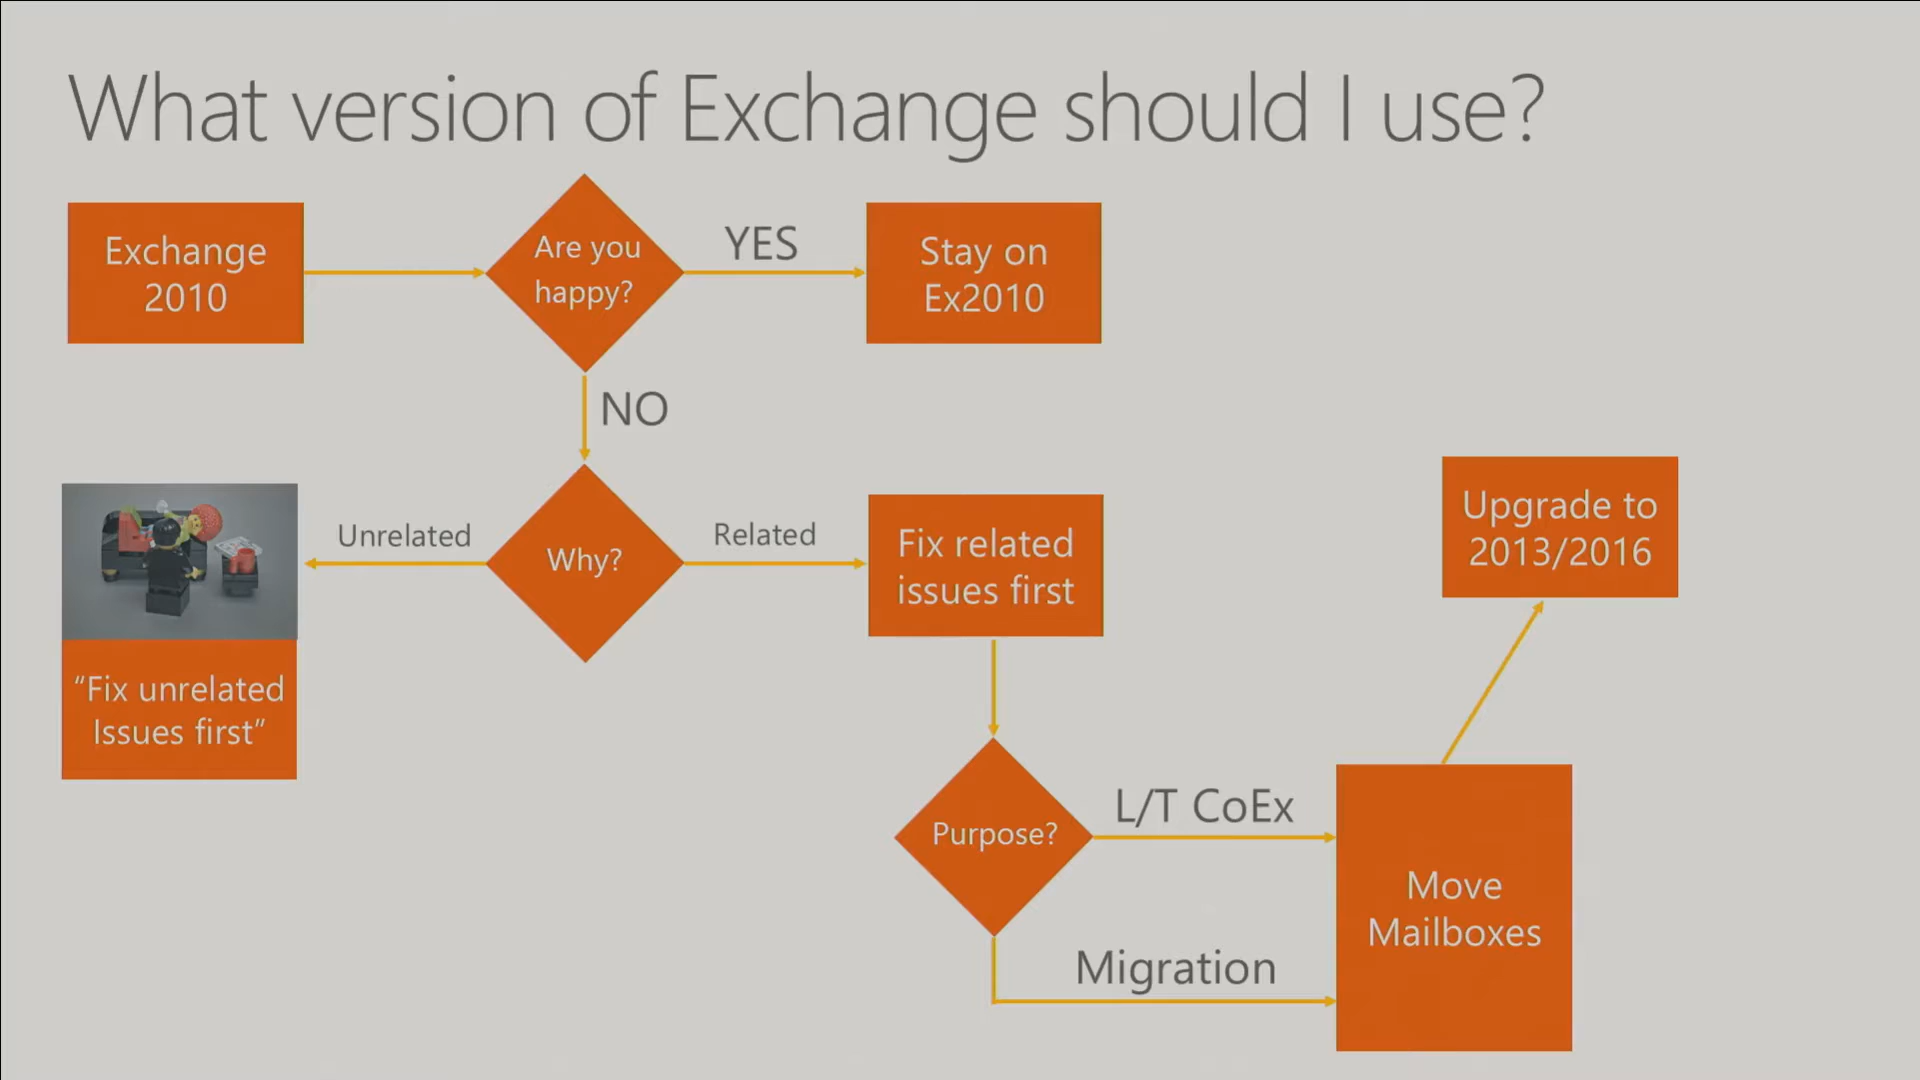 What version of Exchange should I use?
Exchange
2010
Are you
happy?
YES
Stay on
Ex2010
NO
Unrelated
Why?
Related
Fix related
issues first
Upgrade to
2013/2016
“Fix unrelated
Issues first”
Purpose?
L/T CoEx
Migration
Move
Mailboxes